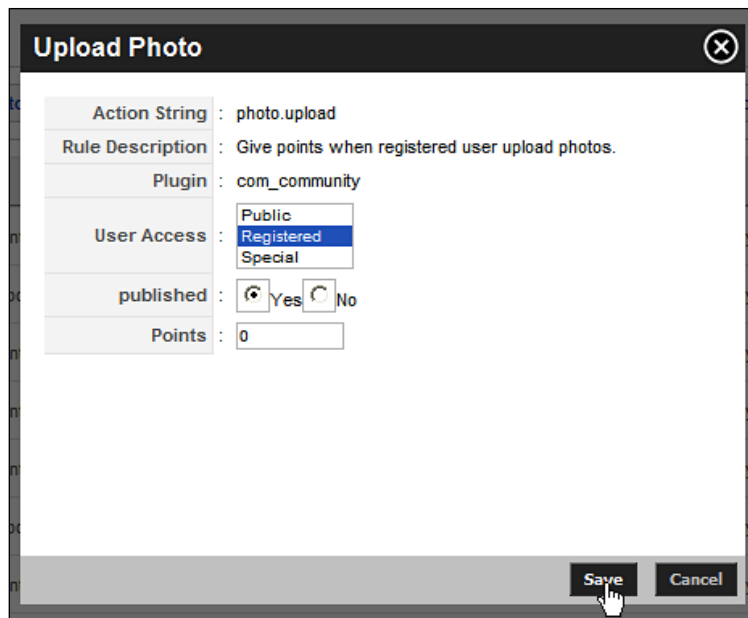 Upload Photo
Action String : photo.upload
Rule Description : Give points when registered user upload photos.
Plugin : com_community
User Access : Public
Registered
Special
published : Yes No
Points : 0
Save Cancel